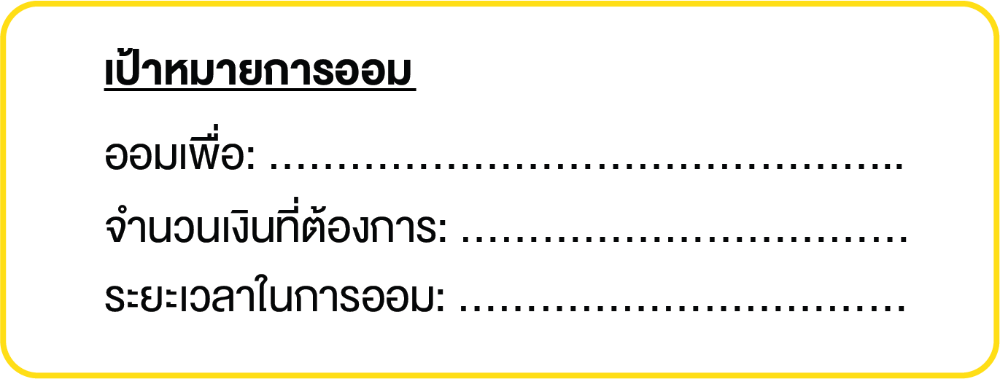 เป้าหมายการออม
ออมเพื่อ: ……………………………………………..
จำนวนเงินที่ต้องการ: ………………………………
ระยะเวลาในการออม: ………………………………